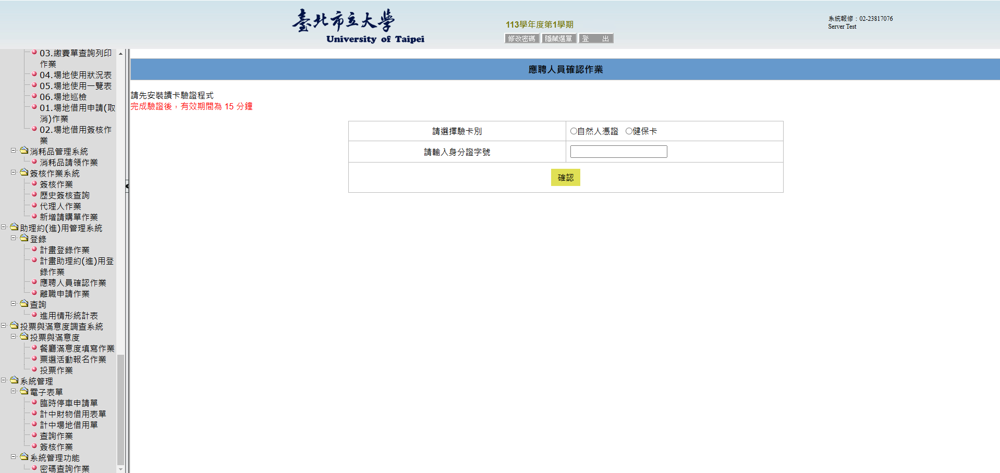 臺北市立大學
University of Taipei
113學年度第1學期
修改密碼 隱藏選單 登 出
系統報修：02-23817076
Server Test
03.繳費單查詢列印
作業
04.場地使用狀況表
05.場地使用一覽表
06.場地巡檢
01.場地借用申請(取
消)作業
02.場地借用簽核作
業
消耗品管理系統
消耗品請領作業
簽核作業系統
簽核作業
歷史簽核查詢
代理人作業
新增請購單作業
助理約(進)用管理系統
登錄
計畫登錄作業
計畫助理約(進)用登
錄作業
應聘人員確認作業
離職申請作業
查詢
進用情形統計表
投票與滿意度調查系統
投票與滿意度
餐廳滿意度填寫作業
票選活動報名作業
投票作業
系統管理
電子表單
臨時停車申請單
計中財物借用表單
計中場地借用單
查詢作業
簽核作業
系統管理功能
密碼查詢作業
應聘人員確認作業
請先安裝讀卡驗證程式
完成驗證後，有效期間為 15 分鐘
請選擇驗卡別 自然人憑證 健保卡
請輸入身分證字號
確認